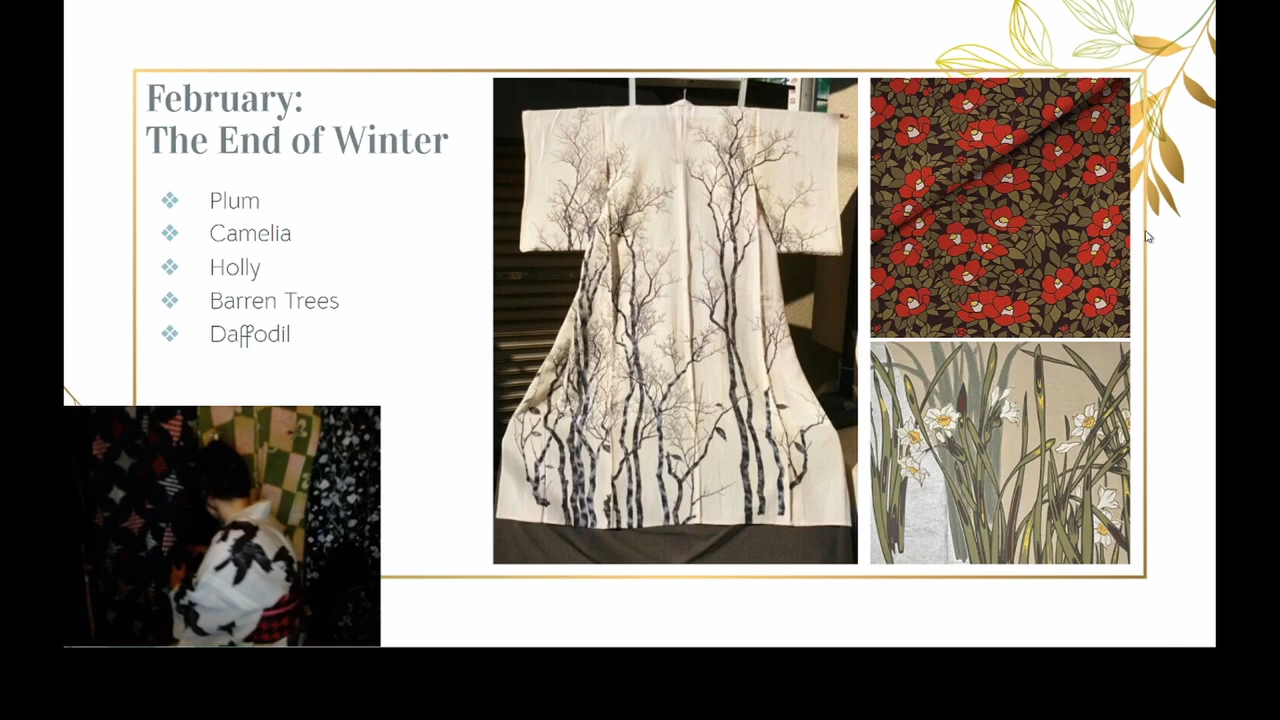 February:
The End of Winter
Plum
Camelia
Holly
Barren Trees
Daffodil